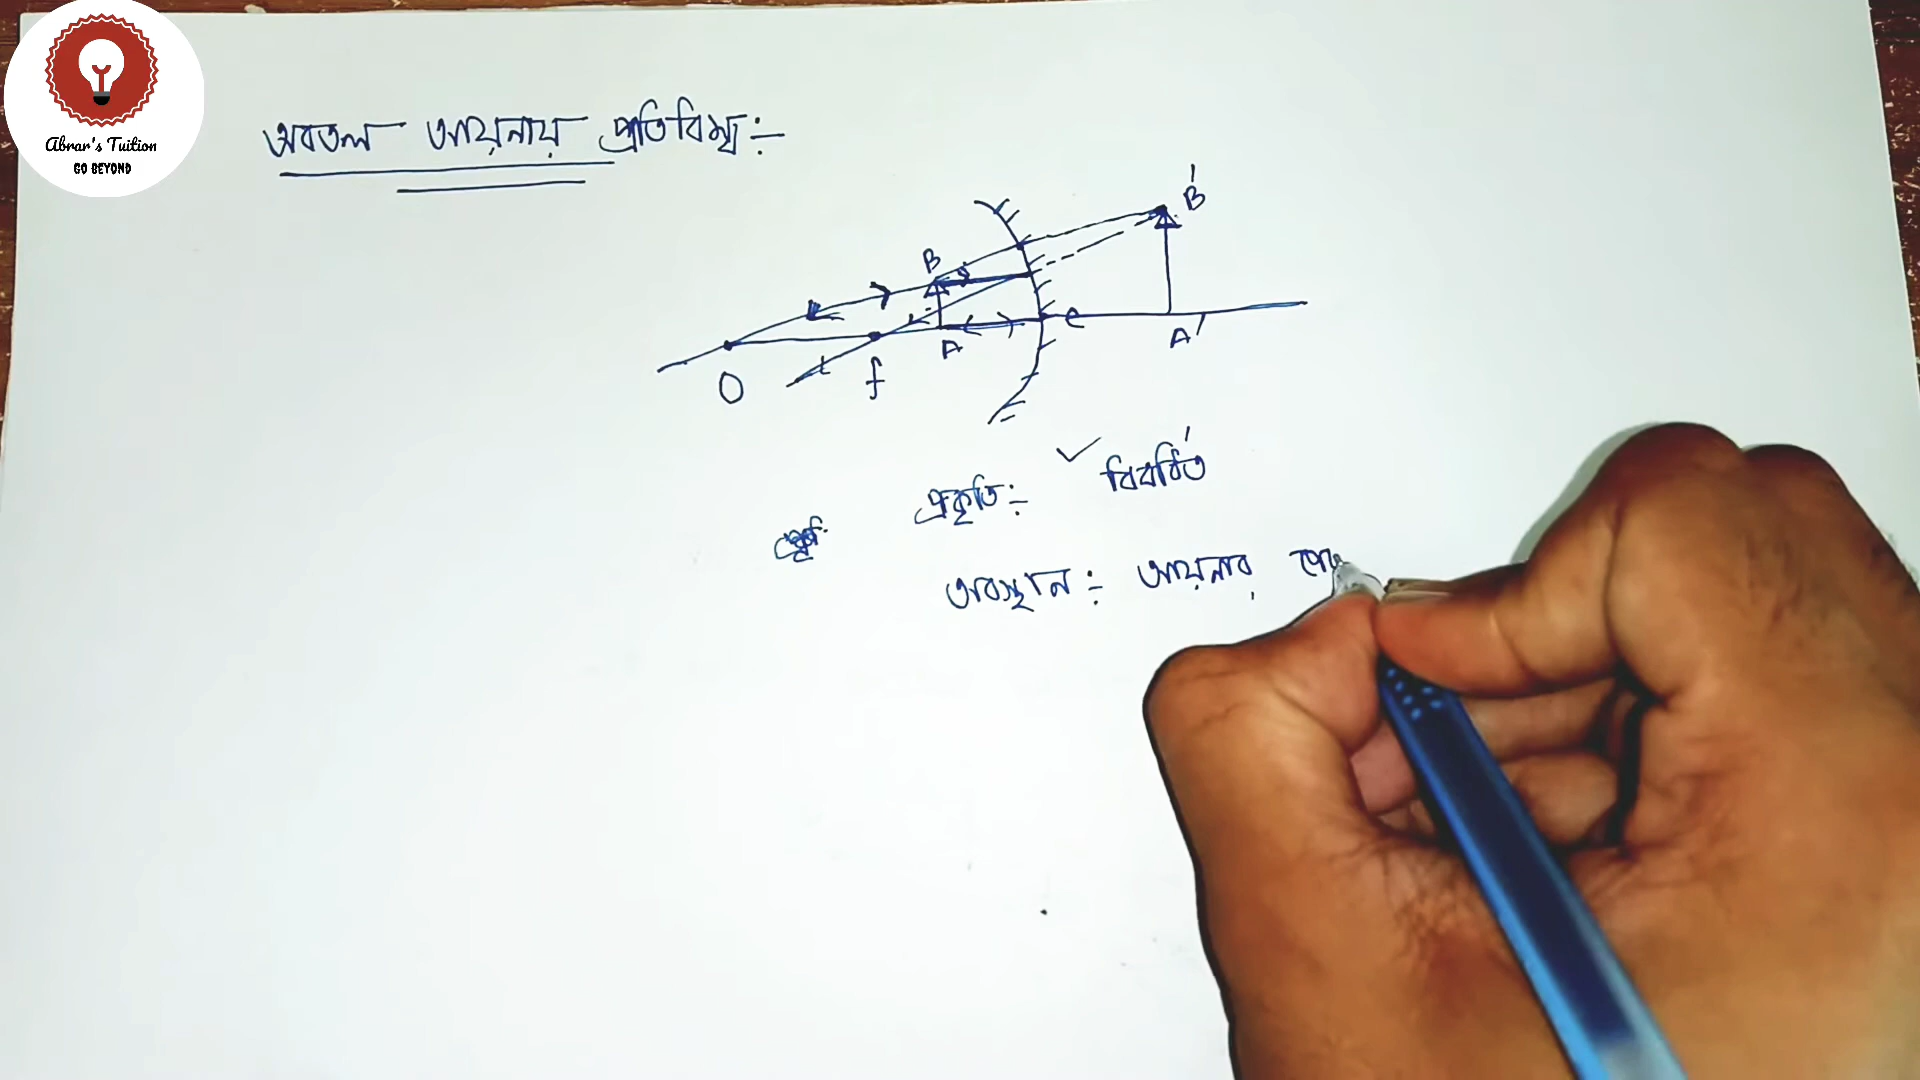 Abrar's Tuition
GO BEYOND
অবতল আয়নায় প্রতিবিম্ব :-
B'
B
e
A
A'
O
f
প্রকৃতি :- বিবর্ধিত
অবস্থান :- আয়নার